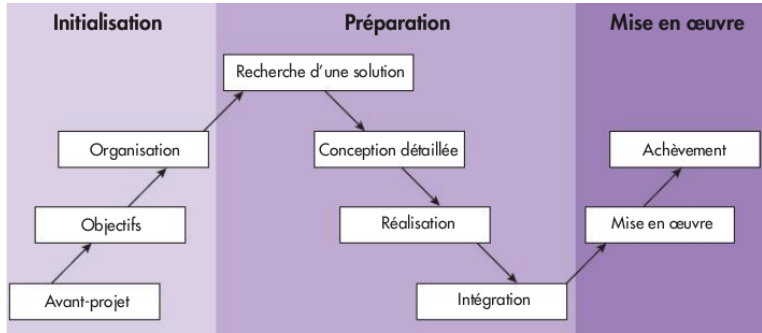 Initialisation
Préparation
Mise en œuvre
Recherche d'une solution
Organisation
Conception détaillée
Achèvement
Objectifs
Réalisation
Mise en œuvre
Avant-projet
Intégration